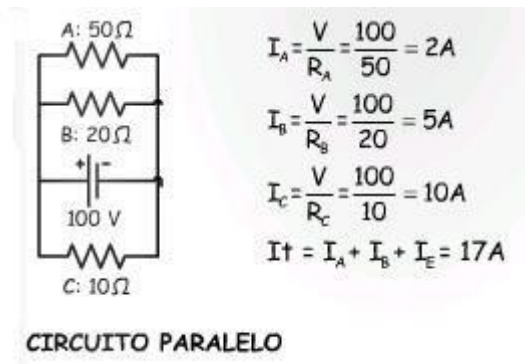 A: 50Ω
B: 20Ω
+ -
100 V
C: 10Ω
I_A = V/R_A = 100/50 = 2A
I_B = V/R_B = 100/20 = 5A
I_C = V/R_C = 100/10 = 10A
It = I_A + I_B + I_E = 17A
CIRCUITO PARALELO